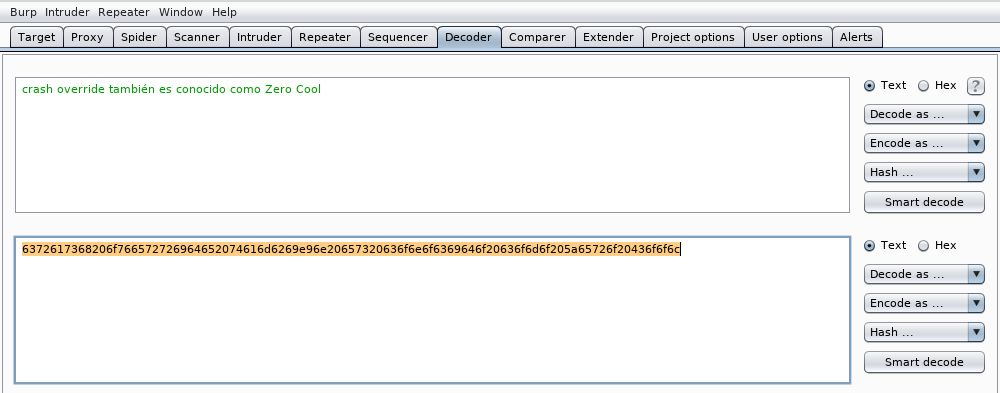 Burp Intruder Repeater Window Help
Target Proxy Spider Scanner Intruder Repeater Sequencer Decoder Comparer Extender Project options User options Alerts
crash override también es conocido como Zero Cool
Text Hex ?
Decode as ...
Encode as ...
Hash ...
Smart decode
6372617368206f766572726964652074616d6269e96e20657320636f6e6f6369646f20636f6d6f205a65726f20436f6f6c
Text Hex
Decode as ...
Encode as ...
Hash ...
Smart decode